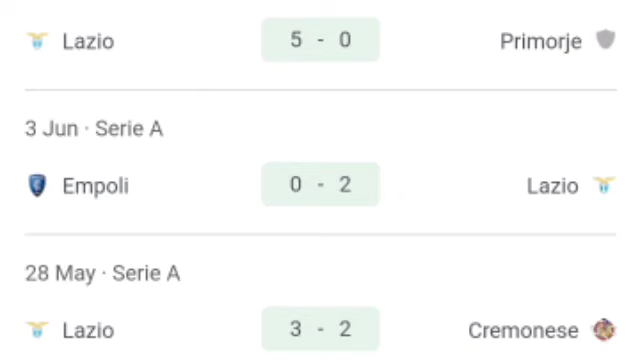 Lazio 5 - 0 Primorje
3 Jun · Serie A
Empoli 0 - 2 Lazio
28 May · Serie A
Lazio 3 - 2 Cremonese